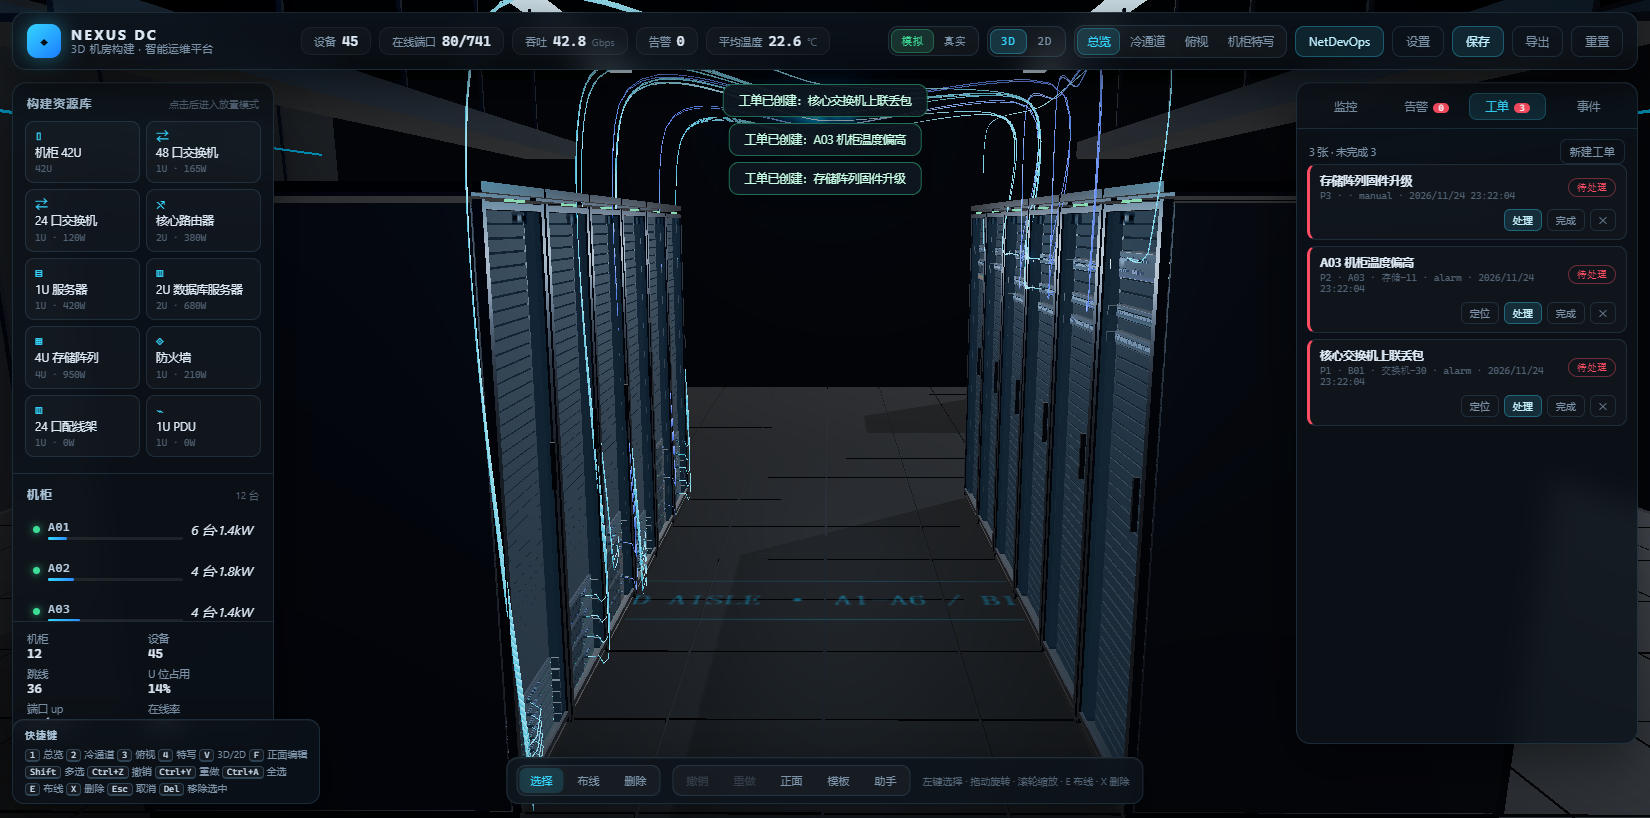 NEXUS DC
3D 机房构建 · 智能运维平台
设备 45
在线端口 80/741
吞吐 42.8 Gbps
告警 0
平均温度 22.6 ℃
模拟 真实
3D 2D
总览 冷通道 俯视 机柜特写
NetDevOps
设置
保存
导出
重置
构建资源库
点击后进入放置模式
机柜 42U
42U
48 口交换机
1U · 165W
24 口交换机
1U · 120W
核心路由器
2U · 380W
1U 服务器
1U · 420W
2U 数据库服务器
2U · 680W
4U 存储阵列
4U · 950W
防火墙
1U · 210W
24 口配线架
1U · 0W
1U PDU
1U · 0W
机柜
12 台
A01
6 台·1.4kW
A02
4 台·1.8kW
A03
4 台·1.4kW
机柜
12
设备
45
跳线
36
U 位占用
14%
端口 up
在线率
快捷键
1 总览 2 冷通道 3 俯视 4 特写 V 3D/2D F 正面编辑
Shift 多选 Ctrl+Z 撤销 Ctrl+Y 重做 Ctrl+A 全选
E 布线 X 删除 Esc 取消 Del 移除选中
工单已创建：核心交换机上联丢包
工单已创建：A03 机柜温度偏高
工单已创建：存储阵列固件升级
D AISLE • A1 A6 / B1
选择 布线 删除
撤销 重做 正面 模板 助手
左键选择 · 拖动旋转 · 滚轮缩放 · E 布线 · X 删除
监控
告警 0
工单 3
事件
3 张 · 未完成 3
新建工单
存储阵列固件升级
P3 · · manual · 2026/11/24 23:22:04
待处理
处理 完成 ×
A03 机柜温度偏高
P2 · A03 · 存储-11 · alarm · 2026/11/24
23:22:04
待处理
定位 处理 完成 ×
核心交换机上联丢包
P1 · B01 · 交换机-30 · alarm · 2026/11/24
23:22:04
待处理
定位 处理 完成 ×